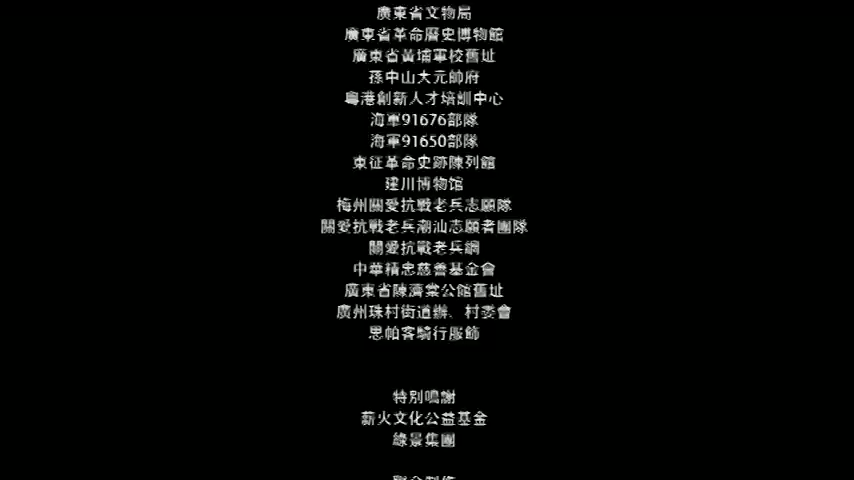 廣東省文物局
廣東省革命歷史博物館
廣東省黃埔軍校舊址
孫中山大元帥府
粵港創新人才培訓中心
海軍91676部隊
海軍91650部隊
東征革命史跡陳列館
建川博物馆
梅州關愛抗戰老兵志願隊
關愛抗戰老兵潮汕志願者團隊
關愛抗戰老兵網
中華精忠慈善基金會
廣東省陳濟棠公館舊址
廣州珠村街道辦、村委會
思帕客騎行服飾
特別鳴謝
薪火文化公益基金
綠景集團